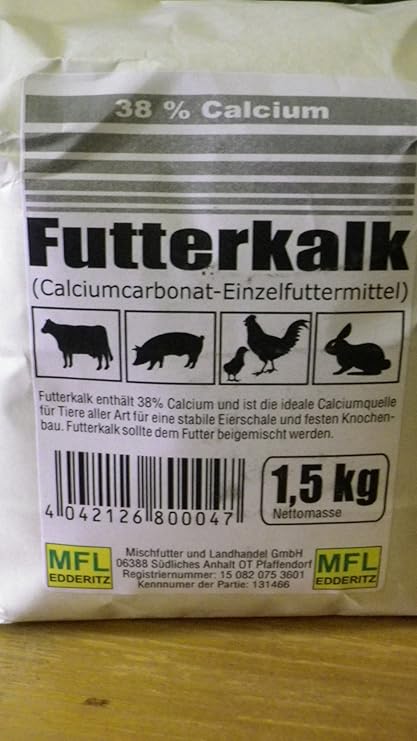 38 % Calcium
Futterkalk
(Calciumcarbonat-Einzelfuttermittel)
Futterkalk enthält 38% Calcium und ist die ideale Calciumquelle
für Tiere aller Art für eine stabile Eierschale und festen Knochen-
bau. Futterkalk sollte dem Futter beigemischt werden.
4 042126 800047
1,5 kg
Nettomasse
MFL
EDDERITZ
Mischfutter und Landhandel GmbH
06388 Südliches Anhalt OT Pfaffendorf
Registriernummer: 15 082 075 3601
Kennnummer der Partie: 131466
MFL
EDDERITZ